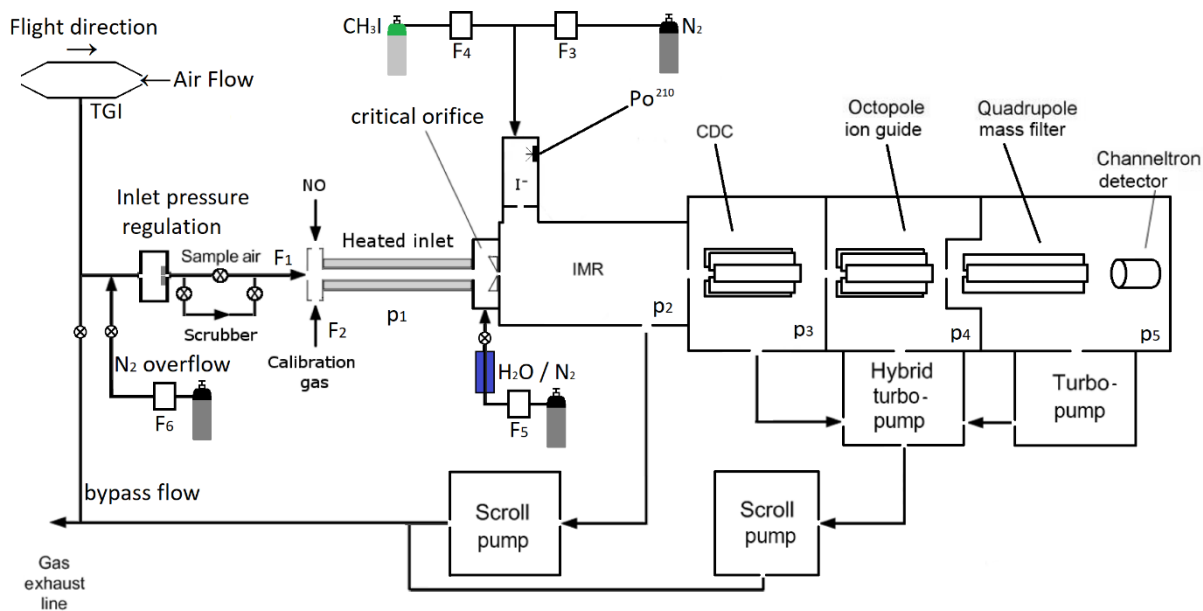 Flight direction
Air Flow
TGI
CH3I
F4
F3
N2
Po210
critical orifice
I-
Octopole
ion guide
Quadrupole
mass filter
CDC
Channeltron
detector
Inlet pressure
regulation
NO
Sample air
F1
Heated inlet
IMR
Scrubber
F2
p1
p2
p3
p4
p5
Calibration
gas
N2 overflow
F6
H2O / N2
F5
Hybrid
turbo-
pump
Turbo-
pump
bypass flow
Scroll
pump
Scroll
pump
Gas
exhaust
line